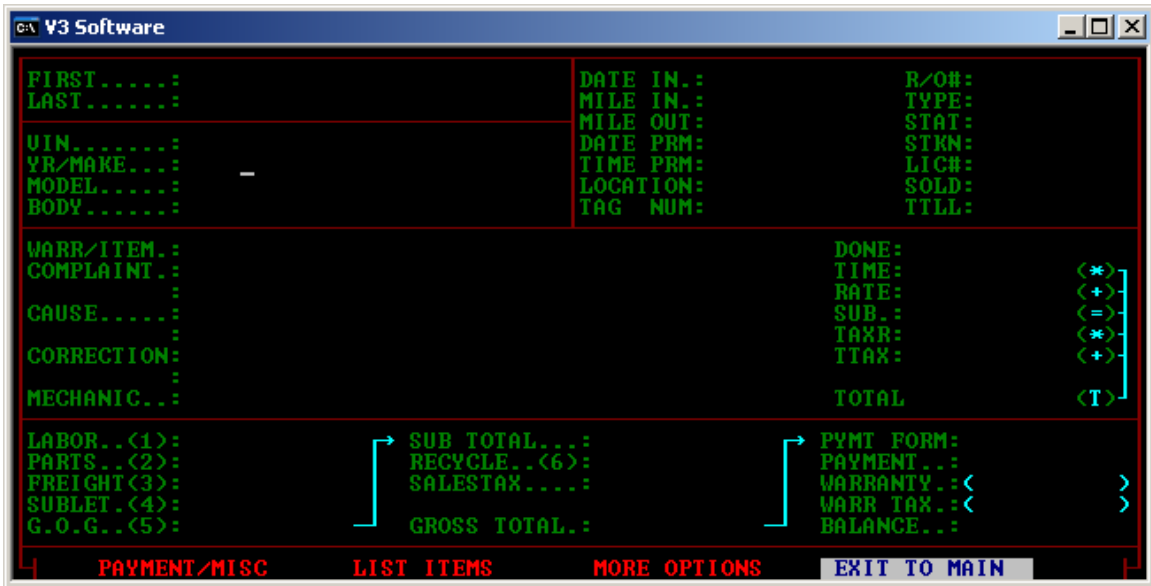 V3 Software
FIRST.....:
LAST......:
VIN.......:
YR/MAKE...:
MODEL.....:
BODY......:
DATE IN.: R/O#:
MILE IN.: TYPE:
MILE OUT: STAT:
DATE PRM: STKN:
TIME PRM: LIC#:
LOCATION: SOLD:
TAG NUM: TTLL:
WARR/ITEM.: DONE:
COMPLAINT.: TIME: (*)
: RATE: (+)
CAUSE.....: SUB.: (=)
: TAXR: (*)
CORRECTION: TTAX: (+)
:
MECHANIC..: TOTAL (T)
LABOR..(1): SUB TOTAL...: PYMT FORM:
PARTS..(2): RECYCLE..(6): PAYMENT..:
FREIGHT(3): SALESTAX....: WARRANTY.:( )
SUBLET.(4): WARR TAX.:( )
G.O.G..(5): GROSS TOTAL.: BALANCE..:
PAYMENT/MISC LIST ITEMS MORE OPTIONS EXIT TO MAIN